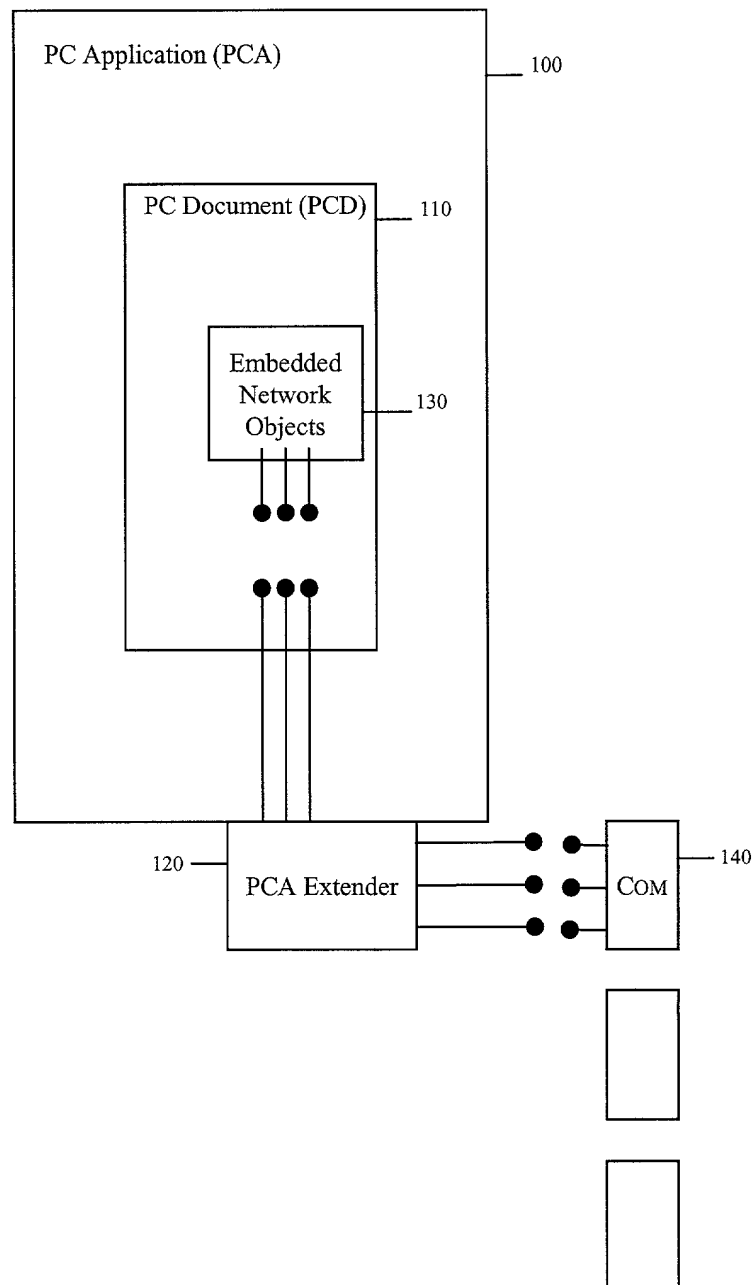 PC Application (PCA)
100
PC Document (PCD)
110
Embedded
Network
Objects
130
120
PCA Extender
COM
140